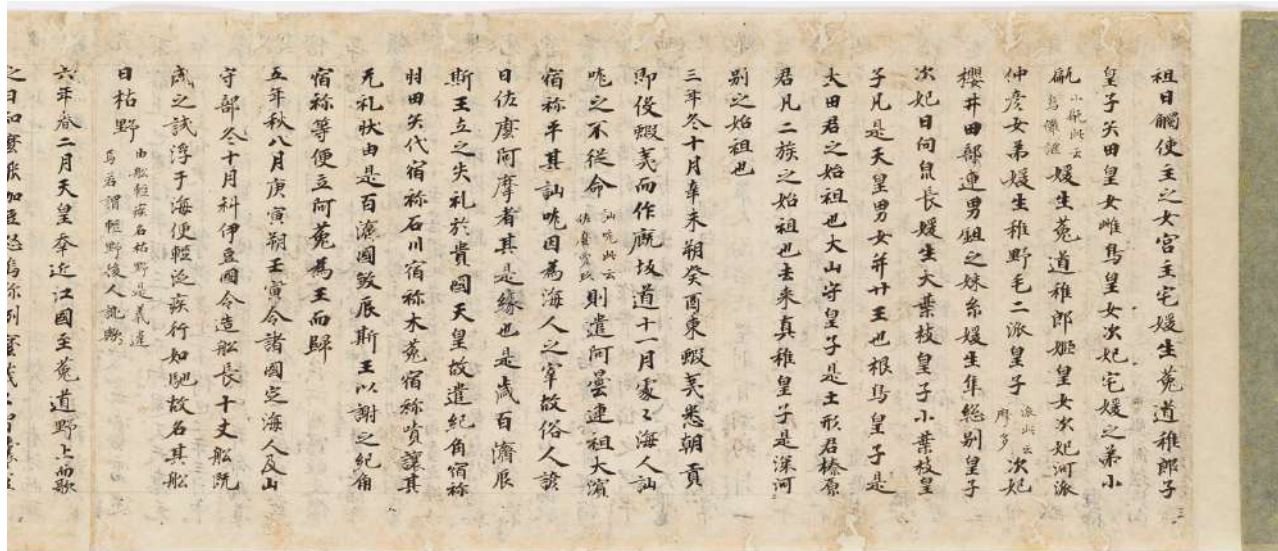 祖日觸使主之女宮主宅媛生菟道稚郎子
皇子矢田皇女雌鳥皇女次妃宅媛之弟小
甂小甂此云烏儺謎媛生菟道稚郎姬皇女次妃河派
仲彦女弟媛生稚野毛二派皇子派此云摩多次妃
櫻井田部連男鉏之妹糸媛生隼総别皇子
次妃日向泉長媛生大葉枝皇子小葉枝皇
子凡是天皇男女并廿王也根鳥皇子是
大田君之始祖也大山守皇子是土形君榛原
君凡二族之始祖也去来真稚皇子是深河
别之始祖也
三年冬十月辛未朔癸酉東蝦夷悉朝貢
即役蝦夷而作廐坂道十一月處〻海人訕
哤之不從命訕哤此云佐麼賣玖則遣阿曇連祖大濱
宿祢平其訕哤因為海人之宰故俗人諺
曰佐麼阿摩者其是縁也是歳百濟辰
斯王立之失礼於貴國天皇故遣紀角宿祢
羽田矢代宿祢石川宿祢木菟宿祢嘖讓其
无礼狀由是百濟國殺辰斯王以謝之紀角
宿祢等便立阿菟為王而歸
五年秋八月庚寅朔壬寅令諸國定海人及山
守部冬十月科伊豆國令造舩長十丈舩既
成之試浮于海便輕泛疾行如馳故名其舩
曰枯野由舩輕疾名枯野是義違焉若謂輕野後人訛歟
六年春二月天皇幸近江國至菟道野上而歌